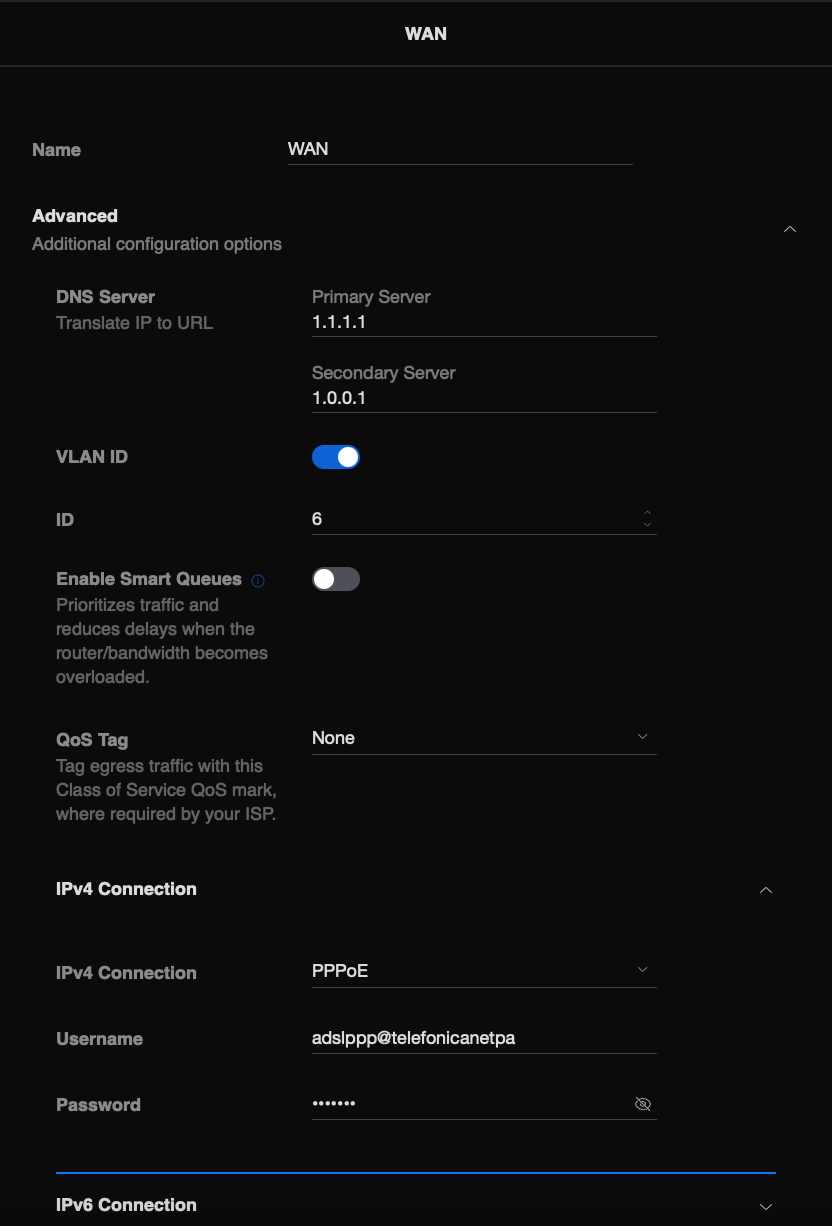 WAN
Name
WAN
Advanced
Additional configuration options
DNS Server
Translate IP to URL
Primary Server
1.1.1.1
Secondary Server
1.0.0.1
VLAN ID
ID
6
Enable Smart Queues
Prioritizes traffic and
reduces delays when the
router/bandwidth becomes
overloaded.
QoS Tag
Tag egress traffic with this
Class of Service QoS mark,
where required by your ISP.
None
IPv4 Connection
IPv4 Connection
PPPoE
Username
adslppp@telefonicanetpa
Password
•••••••
IPv6 Connection